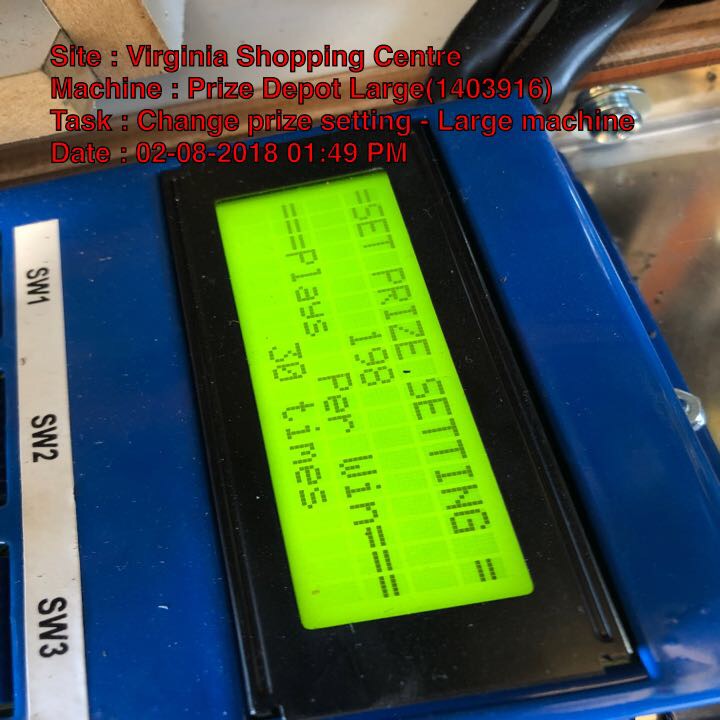 Site : Virginia Shopping Centre
Machine : Prize Depot Large(1403916)
Task : Change prize setting - Large machine
Date : 02-08-2018 01:49 PM
=SET PRIZE SETTING =
198
===Plays Per Min===
30 times
SW1
SW2
SW3